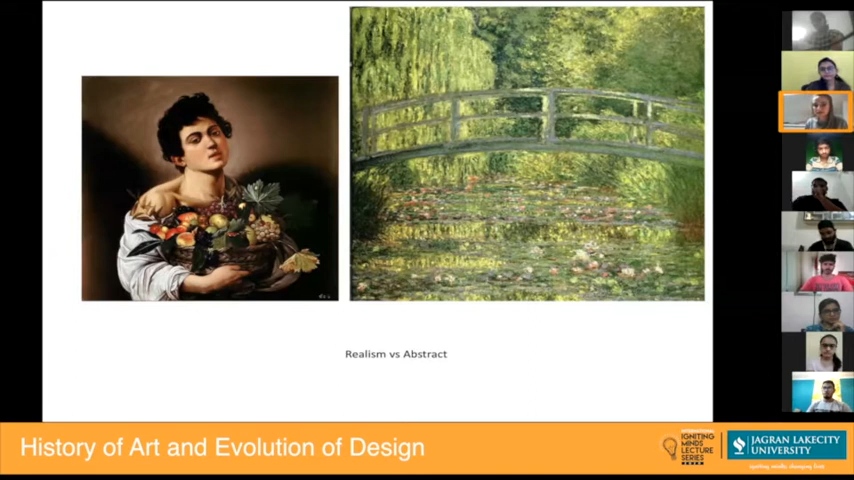 Realism vs Abstract
History of Art and Evolution of Design
IGNITING
MINDS
LECTURE
SERIES
JAGRAN LAKECITY
UNIVERSITY